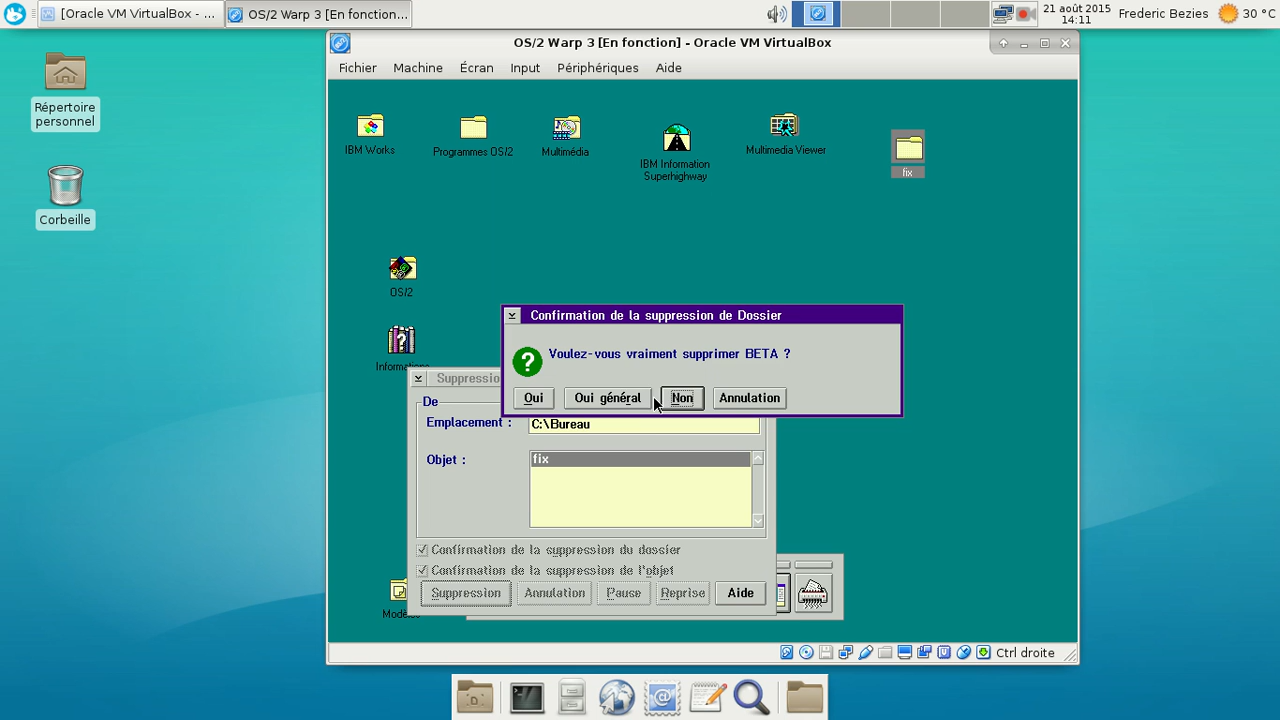 [Oracle VM VirtualBox - ...
OS/2 Warp 3 [En fonction...
21 août 2015
14:11
Frederic Bezies
30 °C
Répertoire
personnel
Corbeille
OS/2 Warp 3 [En fonction] - Oracle VM VirtualBox
Fichier Machine Écran Input Périphériques Aide
IBM Works
Programmes OS/2
Multimédia
IBM Information
Superhighway
Multimedia Viewer
fix
OS/2
Informations
Confirmation de la suppression de Dossier
Voulez-vous vraiment supprimer BETA ?
Oui Oui général Non Annulation
Suppression
De
Emplacement : C:\Bureau
Objet : fix
Confirmation de la suppression du dossier
Confirmation de la suppression de l'objet
Suppression Annulation Pause Reprise Aide
Modèles
Ctrl droite